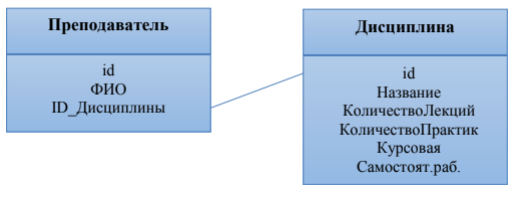 Преподаватель
id
ФИО
ID_Дисциплины
Дисциплина
id
Название
КоличествоЛекций
КоличествоПрактик
Курсовая
Самостоят.раб.